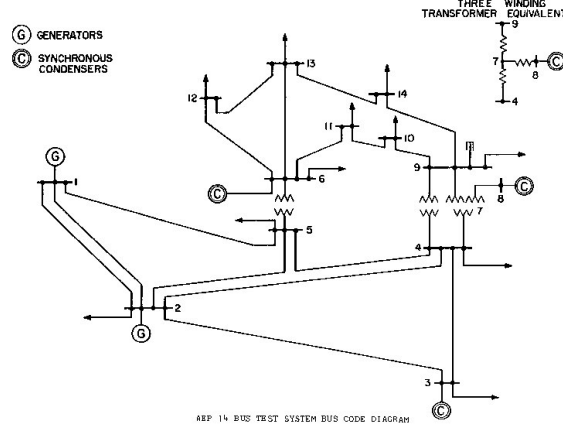 THREE WINDING
TRANSFORMER EQUIVALENT
9
7
8
C
4
G GENERATORS
C SYNCHRONOUS
CONDENSERS
13
12
14
11
10
G
1
C
6
9
C
8
7
5
4
2
G
3
C
AEP 14 BUS TEST SYSTEM BUS CODE DIAGRAM